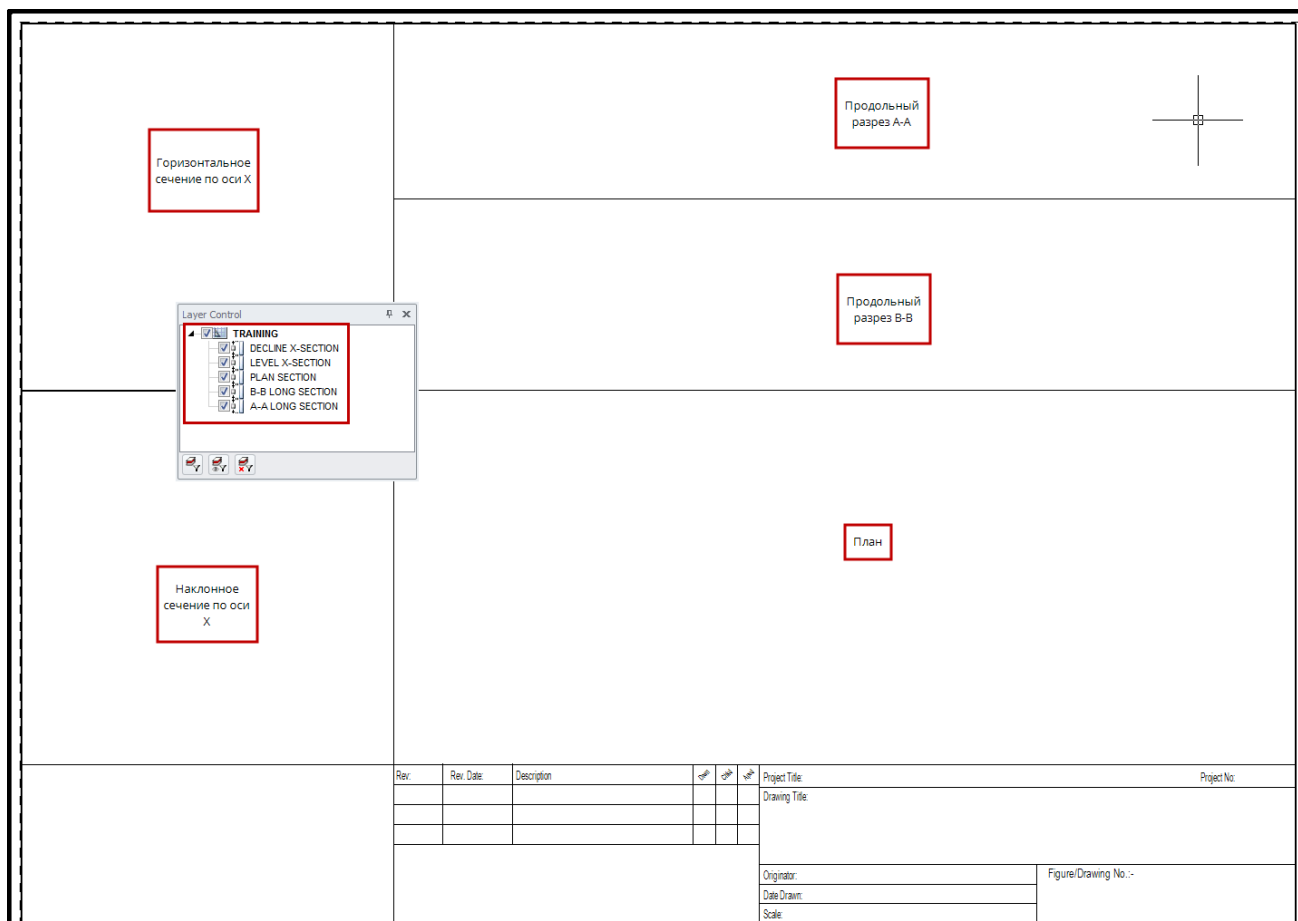 Продольный
разрез А-А
Горизонтальное
сечение по оси X
Продольный
разрез В-В
Layer Control
TRAINING
DECLINE X-SECTION
LEVEL X-SECTION
PLAN SECTION
B-B LONG SECTION
A-A LONG SECTION
План
Наклонное
сечение по оси
X
Rev: Rev. Date: Description Project Title: Project No:
Drawing Title:
Originator: Figure/Drawing No.:-
Date Drawn:
Scale: